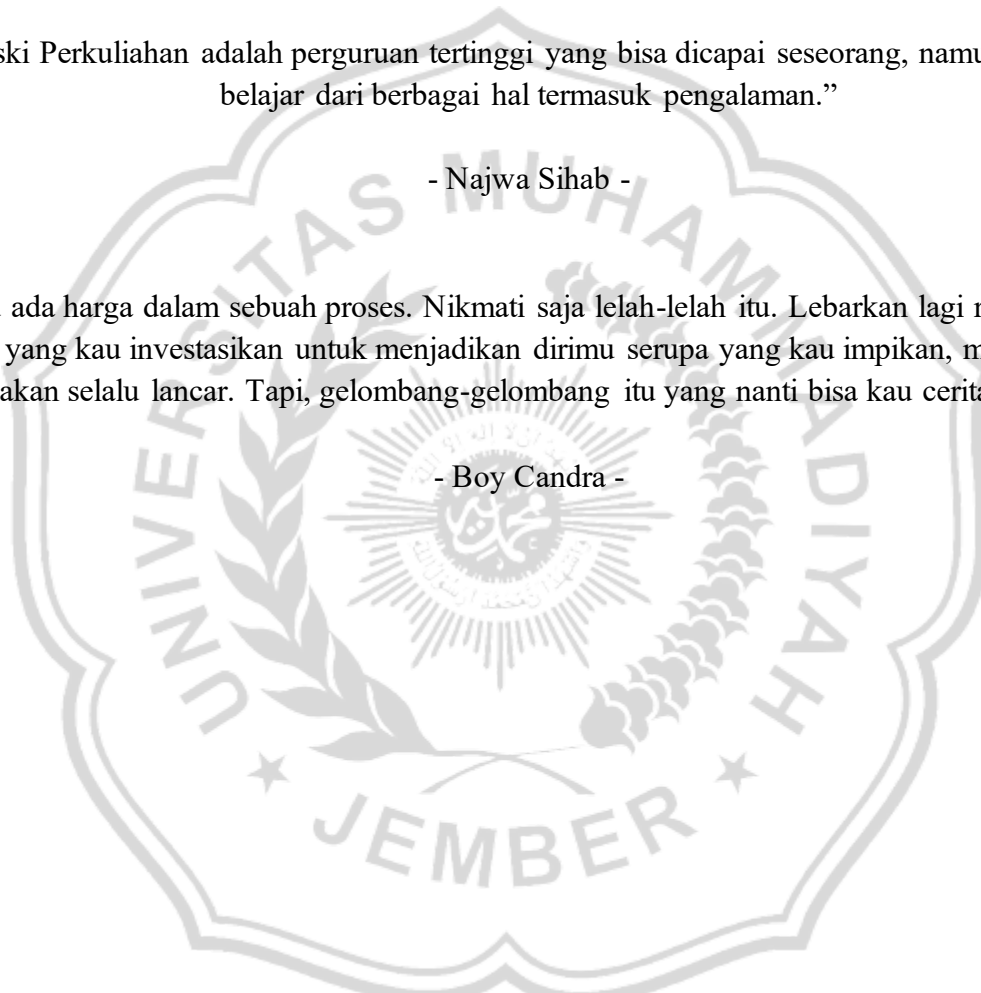 ski Perkuliahan adalah perguruan tertinggi yang bisa dicapai seseorang, namu
belajar dari berbagai hal termasuk pengalaman.”
- Najwa Sihab -
ada harga dalam sebuah proses. Nikmati saja lelah-lelah itu. Lebarkan lagi
yang kau investasikan untuk menjadikan dirimu serupa yang kau impikan,
akan selalu lancar. Tapi, gelombang-gelombang itu yang nanti bisa kau cerita
- Boy Candra -
UNIVERSITAS MUHAMMADIYAH
JEMBER